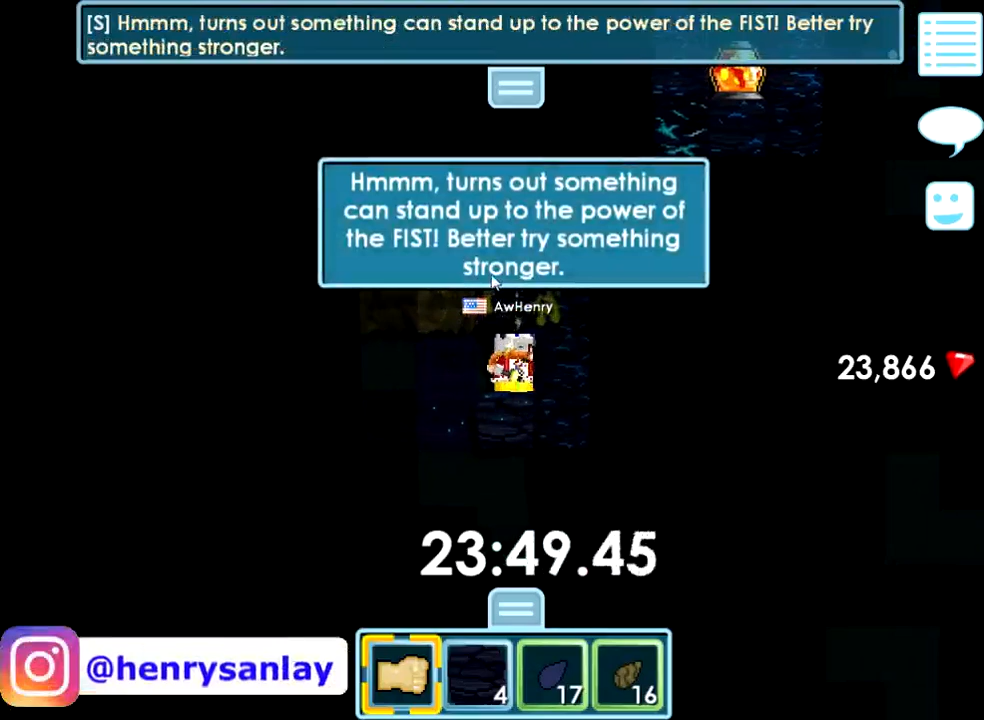 [S] Hmmm, turns out something can stand up to the power of the FIST! Better try
something stronger.
Hmmm, turns out something
can stand up to the power of
the FIST! Better try something
stronger.
AwHenry
23,866
23:49.45
@henrysanlay
4
17
16